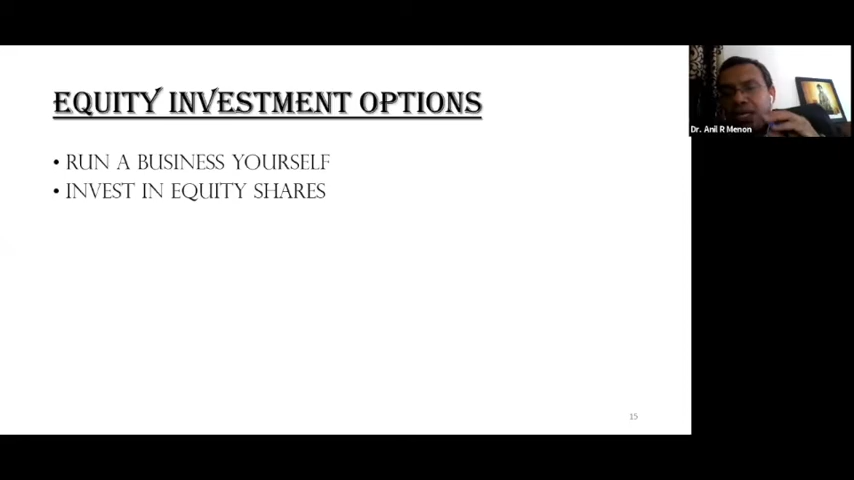 EQUITY INVESTMENT OPTIONS
• RUN A BUSINESS YOURSELF
• INVEST IN EQUITY SHARES
15
Dr. Anil R Menon